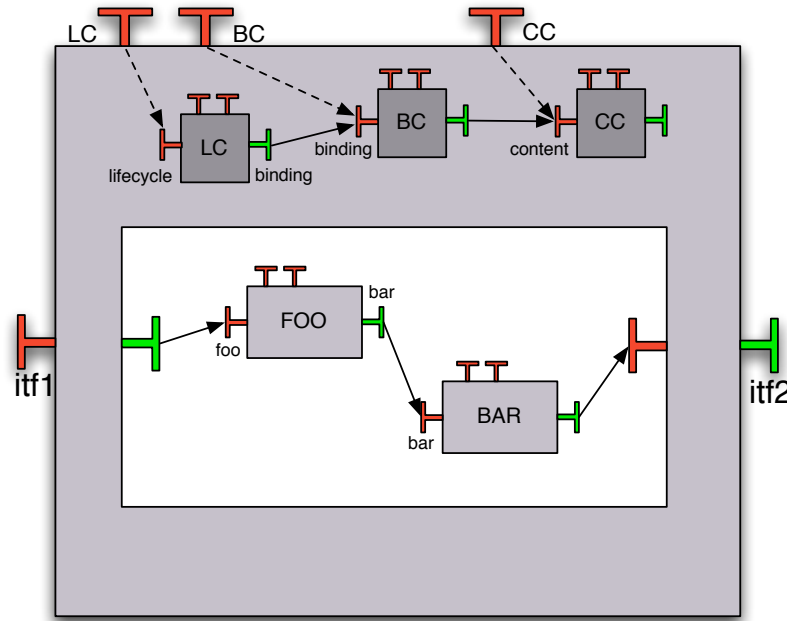 LC
BC
CC
LC
BC
CC
lifecycle
binding
binding
content
FOO
bar
foo
BAR
bar
itf1
itf2